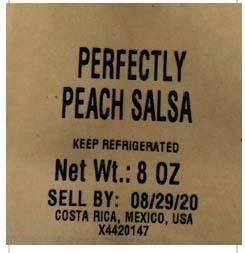 PERFECTLY
PEACH SALSA
KEEP REFRIGERATED
Net Wt.: 8 OZ
SELL BY: 08/29/20
COSTA RICA, MEXICO, USA
X4420147